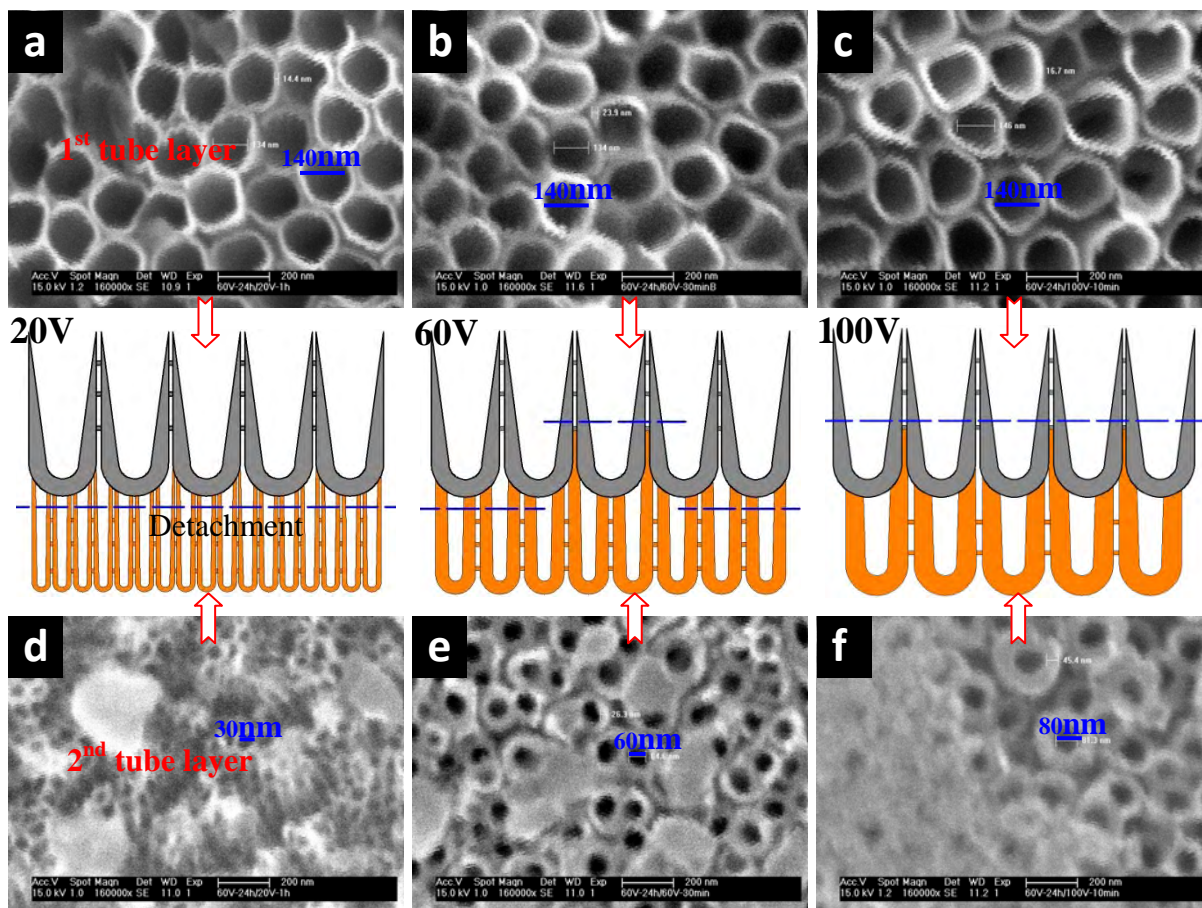 a
14.4 nm
1st tube layer
134 nm
140nm
Acc.V Spot Magn Det WD Exp 200 nm
15.0 kV 1.2 160000x SE 10.9 1 60V-24h/20V-1h
b
23.9 nm
134 nm
140nm
Acc.V Spot Magn Det WD Exp 200 nm
15.0 kV 1.0 160000x SE 11.6 1 60V-24h/60V-30minB
c
16.7 nm
146 nm
140nm
Acc.V Spot Magn Det WD Exp 200 nm
15.0 kV 1.0 160000x SE 11.2 1 60V-24h/100V-10min
20V
Detachment
60V
100V
d
30nm
2nd tube layer
Acc.V Spot Magn Det WD Exp 200 nm
15.0 kV 1.0 160000x SE 11.0 1 60V-24h/20V-1h
e
26.3 nm
60nm
Acc.V Spot Magn Det WD Exp 200 nm
15.0 kV 1.0 160000x SE 11.0 1 60V-24h/60V-30min
f
45.4 nm
80nm
Acc.V Spot Magn Det WD Exp 200 nm
15.0 kV 1.2 160000x SE 11.2 1 60V-24h/100V-10min